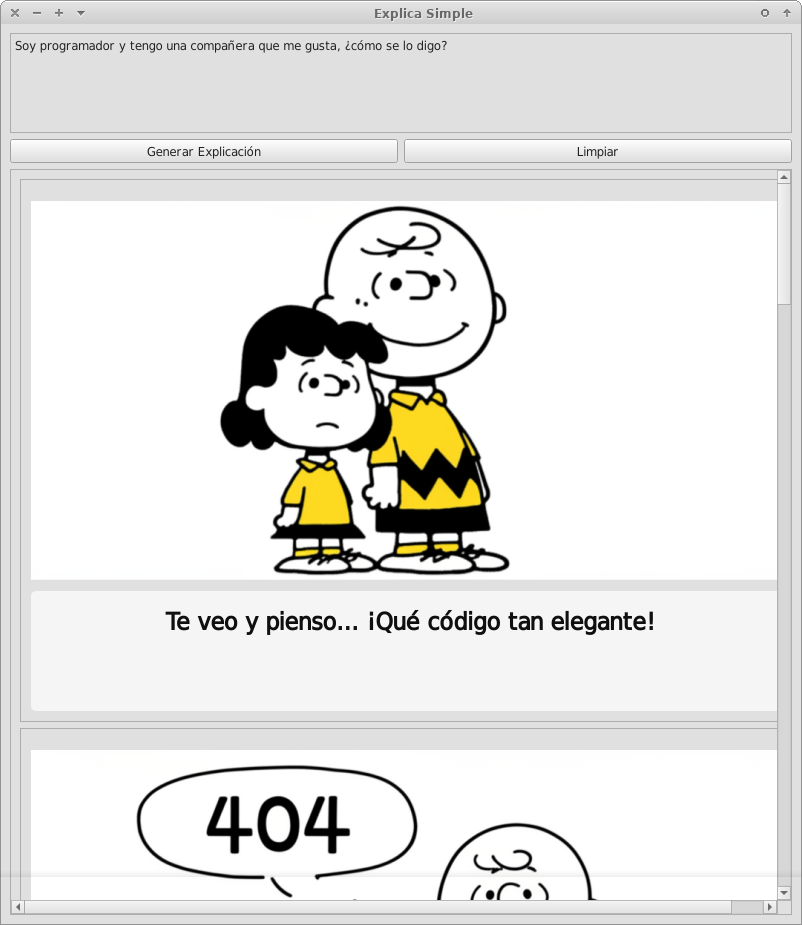 Explica Simple
Soy programador y tengo una compañera que me gusta, ¿cómo se lo digo?
Generar Explicación
Limpiar
Te veo y pienso... ¡Qué código tan elegante!
404